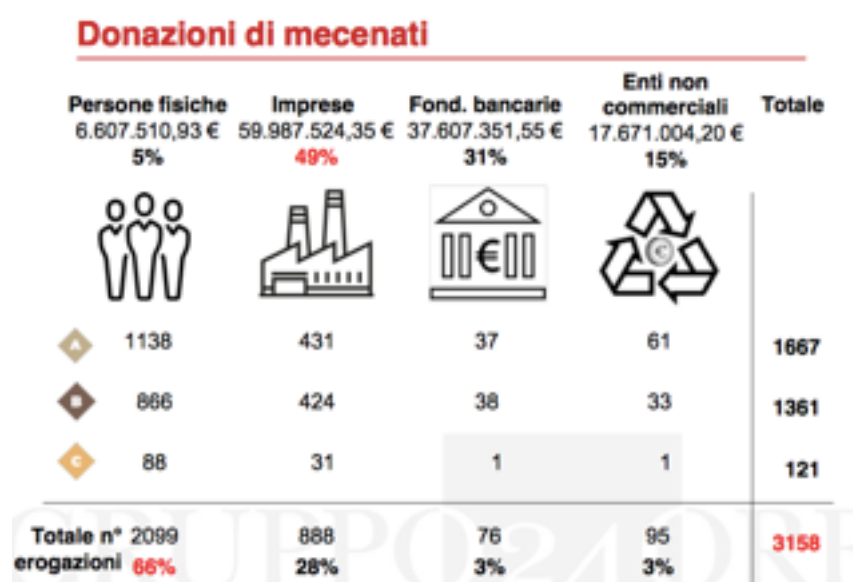 Donazioni di mecenati
Persone fisiche
6.607.510,93 €
5%
Imprese
59.987.524,35 €
49%
Fond. bancarie
37.607.351,55 €
31%
Enti non
commerciali
17.671.004,20 €
15%
Totale
€
A 1138 431 37 61 1667
B 866 424 38 33 1361
C 88 31 1 1 121
Totale n° 2099 888 76 95 3158
erogazioni 66% 28% 3% 3%
GRUPPO24OR